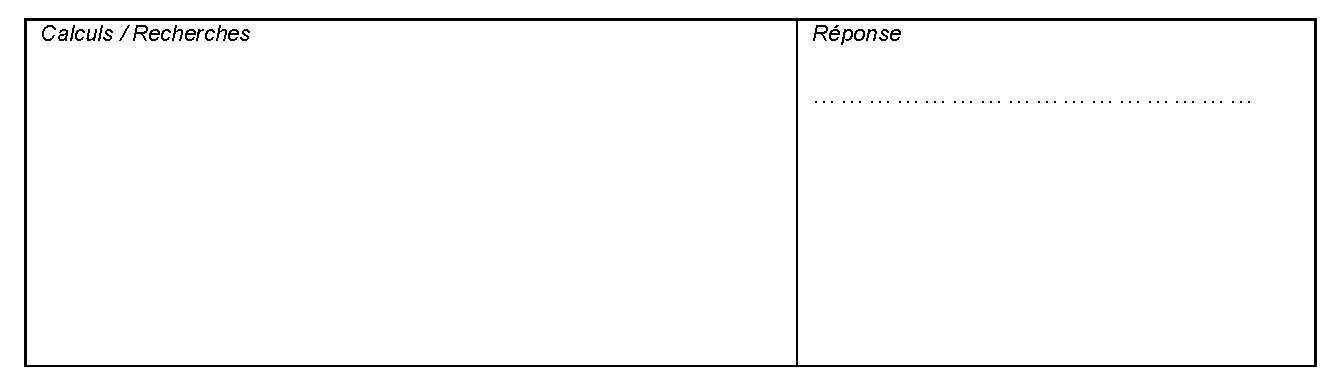 Calculs / Recherches
Réponse
… … … … … … … … … … … … … … … …